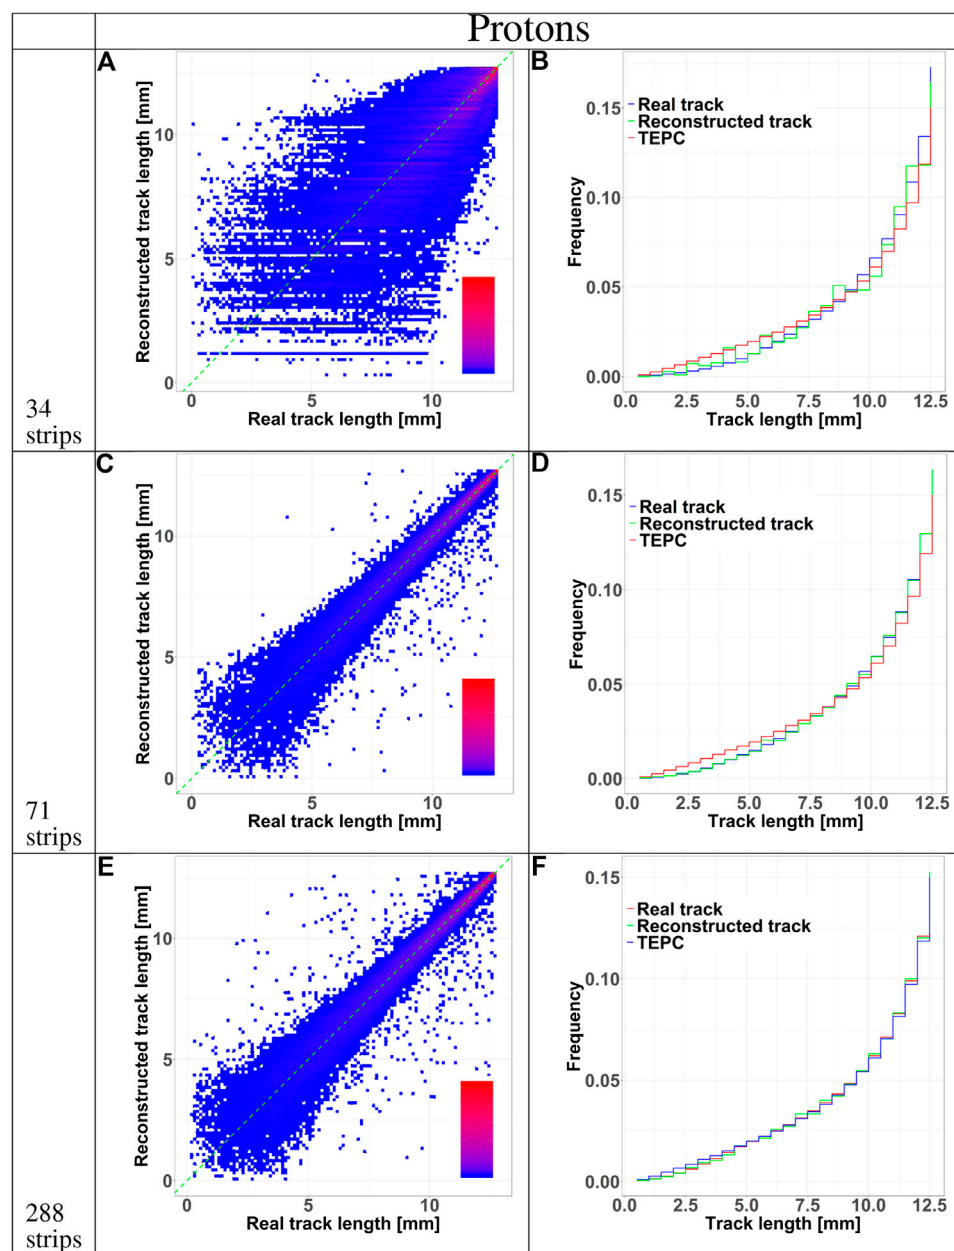 Protons
34
strips
A
Reconstructed track length [mm]
10
5
0
0
5
10
Real track length [mm]
B
Frequency
0.15
0.10
0.05
0.00
Real track
Reconstructed track
TEPC
0.0
2.5
5.0
7.5
10.0
12.5
Track length [mm]
71
strips
C
Reconstructed track length [mm]
10
5
0
0
5
10
Real track length [mm]
D
Frequency
0.15
0.10
0.05
0.00
Real track
Reconstructed track
TEPC
0.0
2.5
5.0
7.5
10.0
12.5
Track length [mm]
288
strips
E
Reconstructed track length [mm]
10
5
0
0
5
10
Real track length [mm]
F
Frequency
0.15
0.10
0.05
0.00
Real track
Reconstructed track
TEPC
0.0
2.5
5.0
7.5
10.0
12.5
Track length [mm]